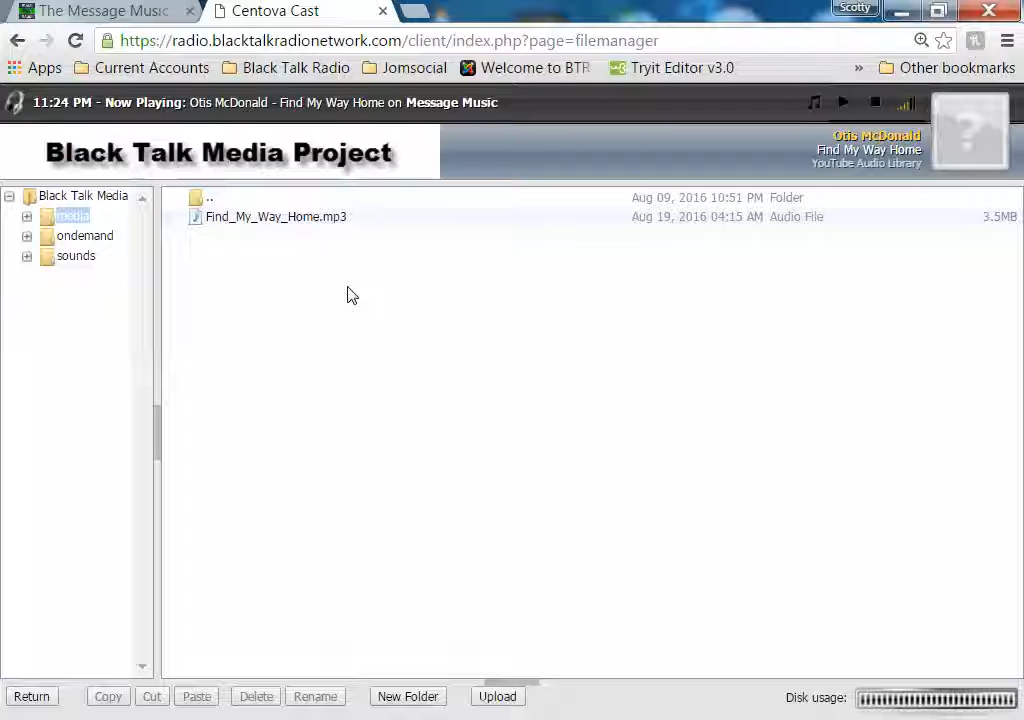 The Message Music
Centova Cast
Scotty
https://radio.blacktalkradionetwork.com/client/index.php?page=filemanager
Apps Current Accounts Black Talk Radio Jomsocial Welcome to BTR Tryit Editor v3.0 » Other bookmarks
11:24 PM - Now Playing: Otis McDonald - Find My Way Home on Message Music
Black Talk Media Project
Otis McDonald
Find My Way Home
YouTube Audio Library
?
Black Talk Media
media
ondemand
sounds
.. Aug 09, 2016 10:51 PM Folder
Find_My_Way_Home.mp3 Aug 19, 2016 04:15 AM Audio File 3.5MB
Return Copy Cut Paste Delete Rename New Folder Upload Disk usage: